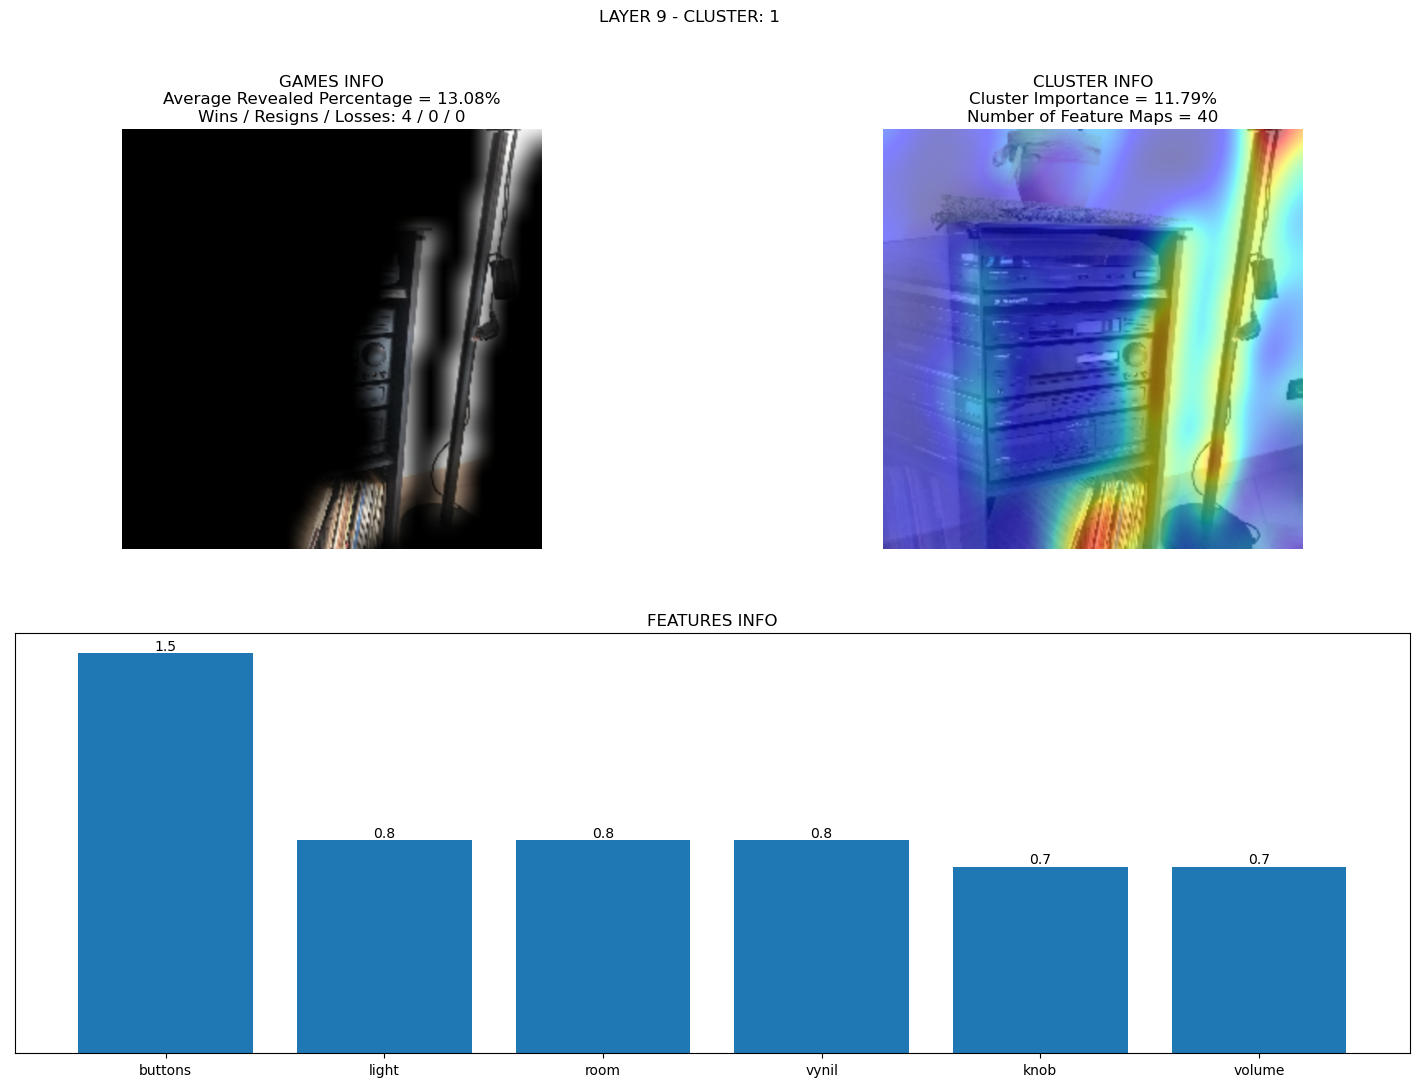 LAYER 9 - CLUSTER: 1
GAMES INFO
Average Revealed Percentage = 13.08%
Wins / Resigns / Losses: 4 / 0 / 0
CLUSTER INFO
Cluster Importance = 11.79%
Number of Feature Maps = 40
FEATURES INFO
1.5
0.8
0.8
0.8
0.7
0.7
buttons
light
room
vynil
knob
volume